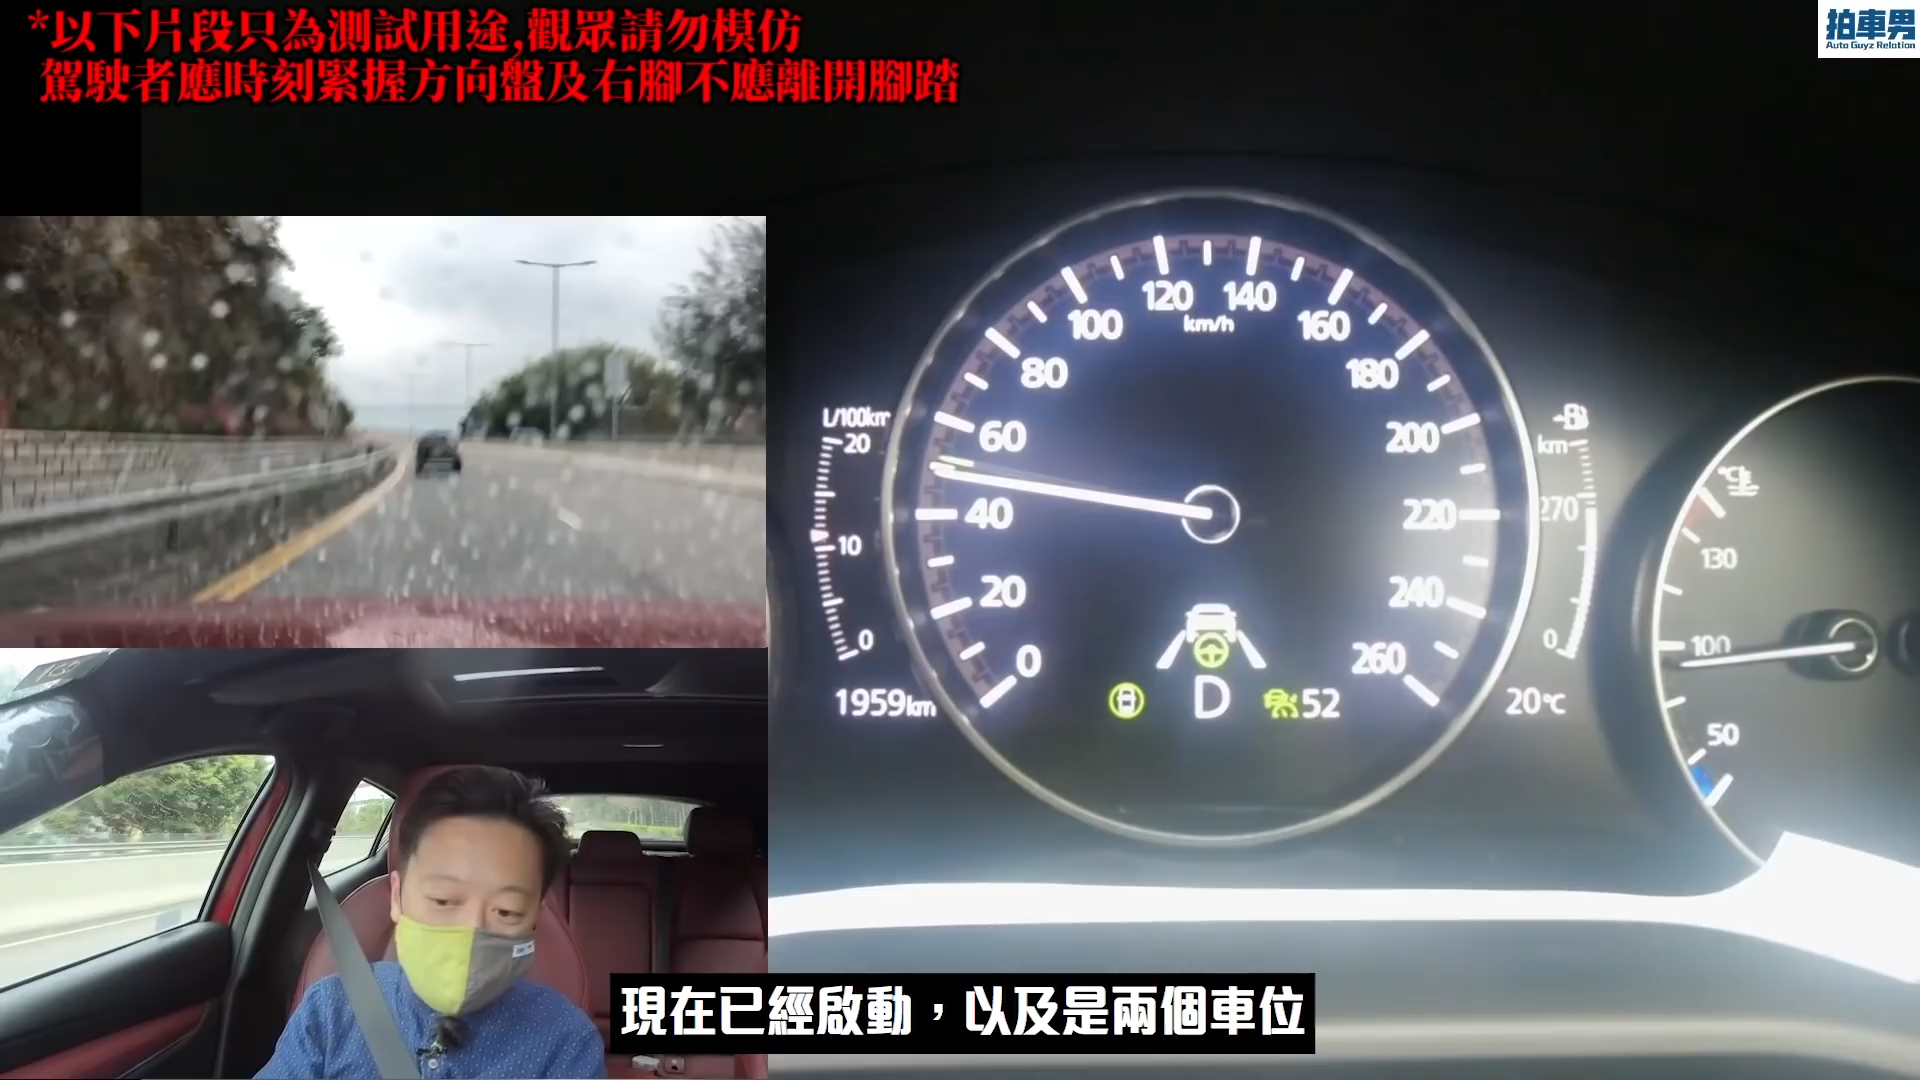 *以下片段只為測試用途,觀眾請勿模仿
駕駛者應時刻緊握方向盤及右腳不應離開腳踏
拍車男
Auto Guyz Relation
120 140
km/h
100 160
80 180
60 200
40 220
20 240
0 260
L/100km
20
10
0
km
270
0
℃
130
100
50
1959km
D
52
20℃
現在已經啟動，以及是兩個車位